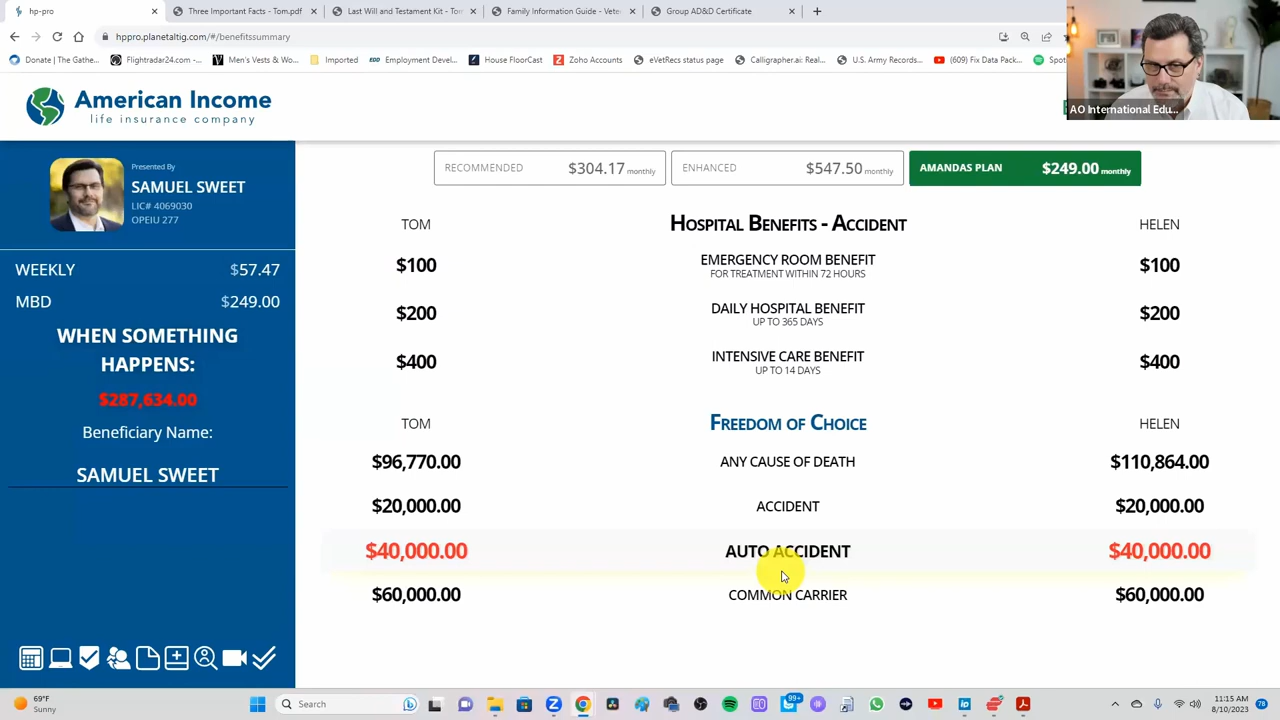 hp-pro
Three Important Facts - Tom.pdf
Last Will and Testament Kit - To
Family Information Guide - Veter
Group AD&D Certificate
hppro.planetaltig.com/#/benefitssummary
Donate | The Gathe...
Flightradar24.com -...
Men's Vests & Wo...
Imported
EDD Employment Devel...
House FloorCast
Zoho Accounts
eVetRecs status page
Calligrapher.ai: Real...
U.S. Army Records...
(609) Fix Data Pack...
Spot
AO International Edu...
American Income
life insurance company
Presented By
SAMUEL SWEET
LIC# 4069030
OPEIU 277
WEEKLY $57.47
MBD $249.00
WHEN SOMETHING
HAPPENS:
$287,634.00
Beneficiary Name:
SAMUEL SWEET
RECOMMENDED $304.17 monthly
ENHANCED $547.50 monthly
AMANDAS PLAN $249.00 monthly
TOM HOSPITAL BENEFITS - ACCIDENT HELEN
$100 EMERGENCY ROOM BENEFIT $100
FOR TREATMENT WITHIN 72 HOURS
$200 DAILY HOSPITAL BENEFIT $200
UP TO 365 DAYS
$400 INTENSIVE CARE BENEFIT $400
UP TO 14 DAYS
TOM FREEDOM OF CHOICE HELEN
$96,770.00 ANY CAUSE OF DEATH $110,864.00
$20,000.00 ACCIDENT $20,000.00
$40,000.00 AUTO ACCIDENT $40,000.00
$60,000.00 COMMON CARRIER $60,000.00
69°F
Sunny
Search
99+
11:15 AM
8/10/2023
78